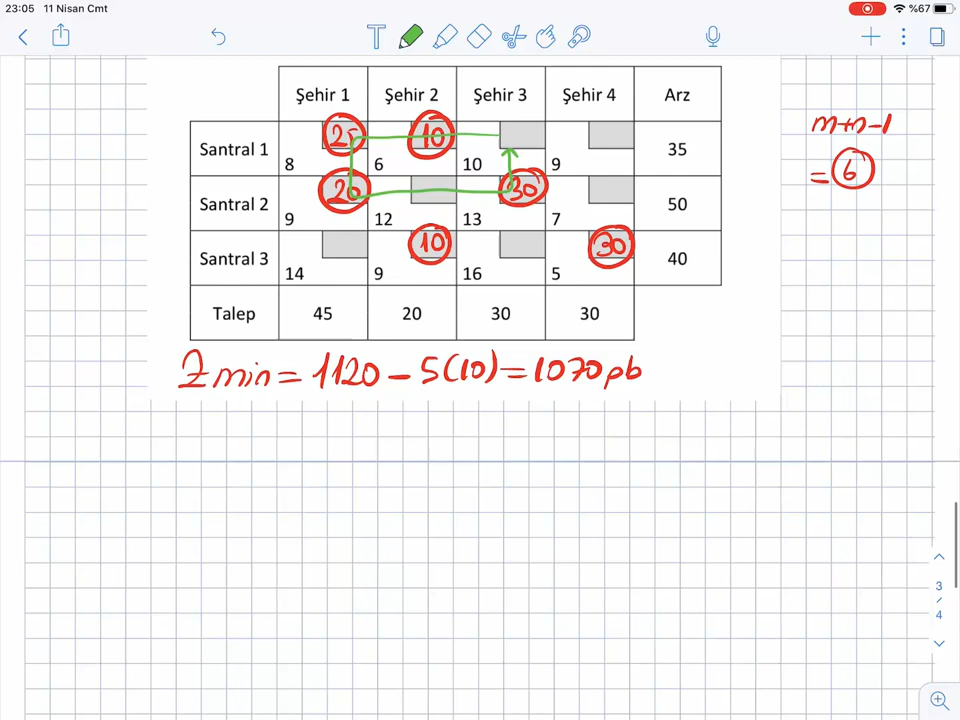 23:05 11 Nisan Cmt %67
Şehir 1 Şehir 2 Şehir 3 Şehir 4 Arz
Santral 1 8 25 6 10 10 9 35
Santral 2 9 20 12 13 30 7 50
Santral 3 14 9 10 16 5 30 40
Talep 45 20 30 30
m+n-1
= 6
Zmin = 1120 - 5(10) = 1070 pb
3
/
4